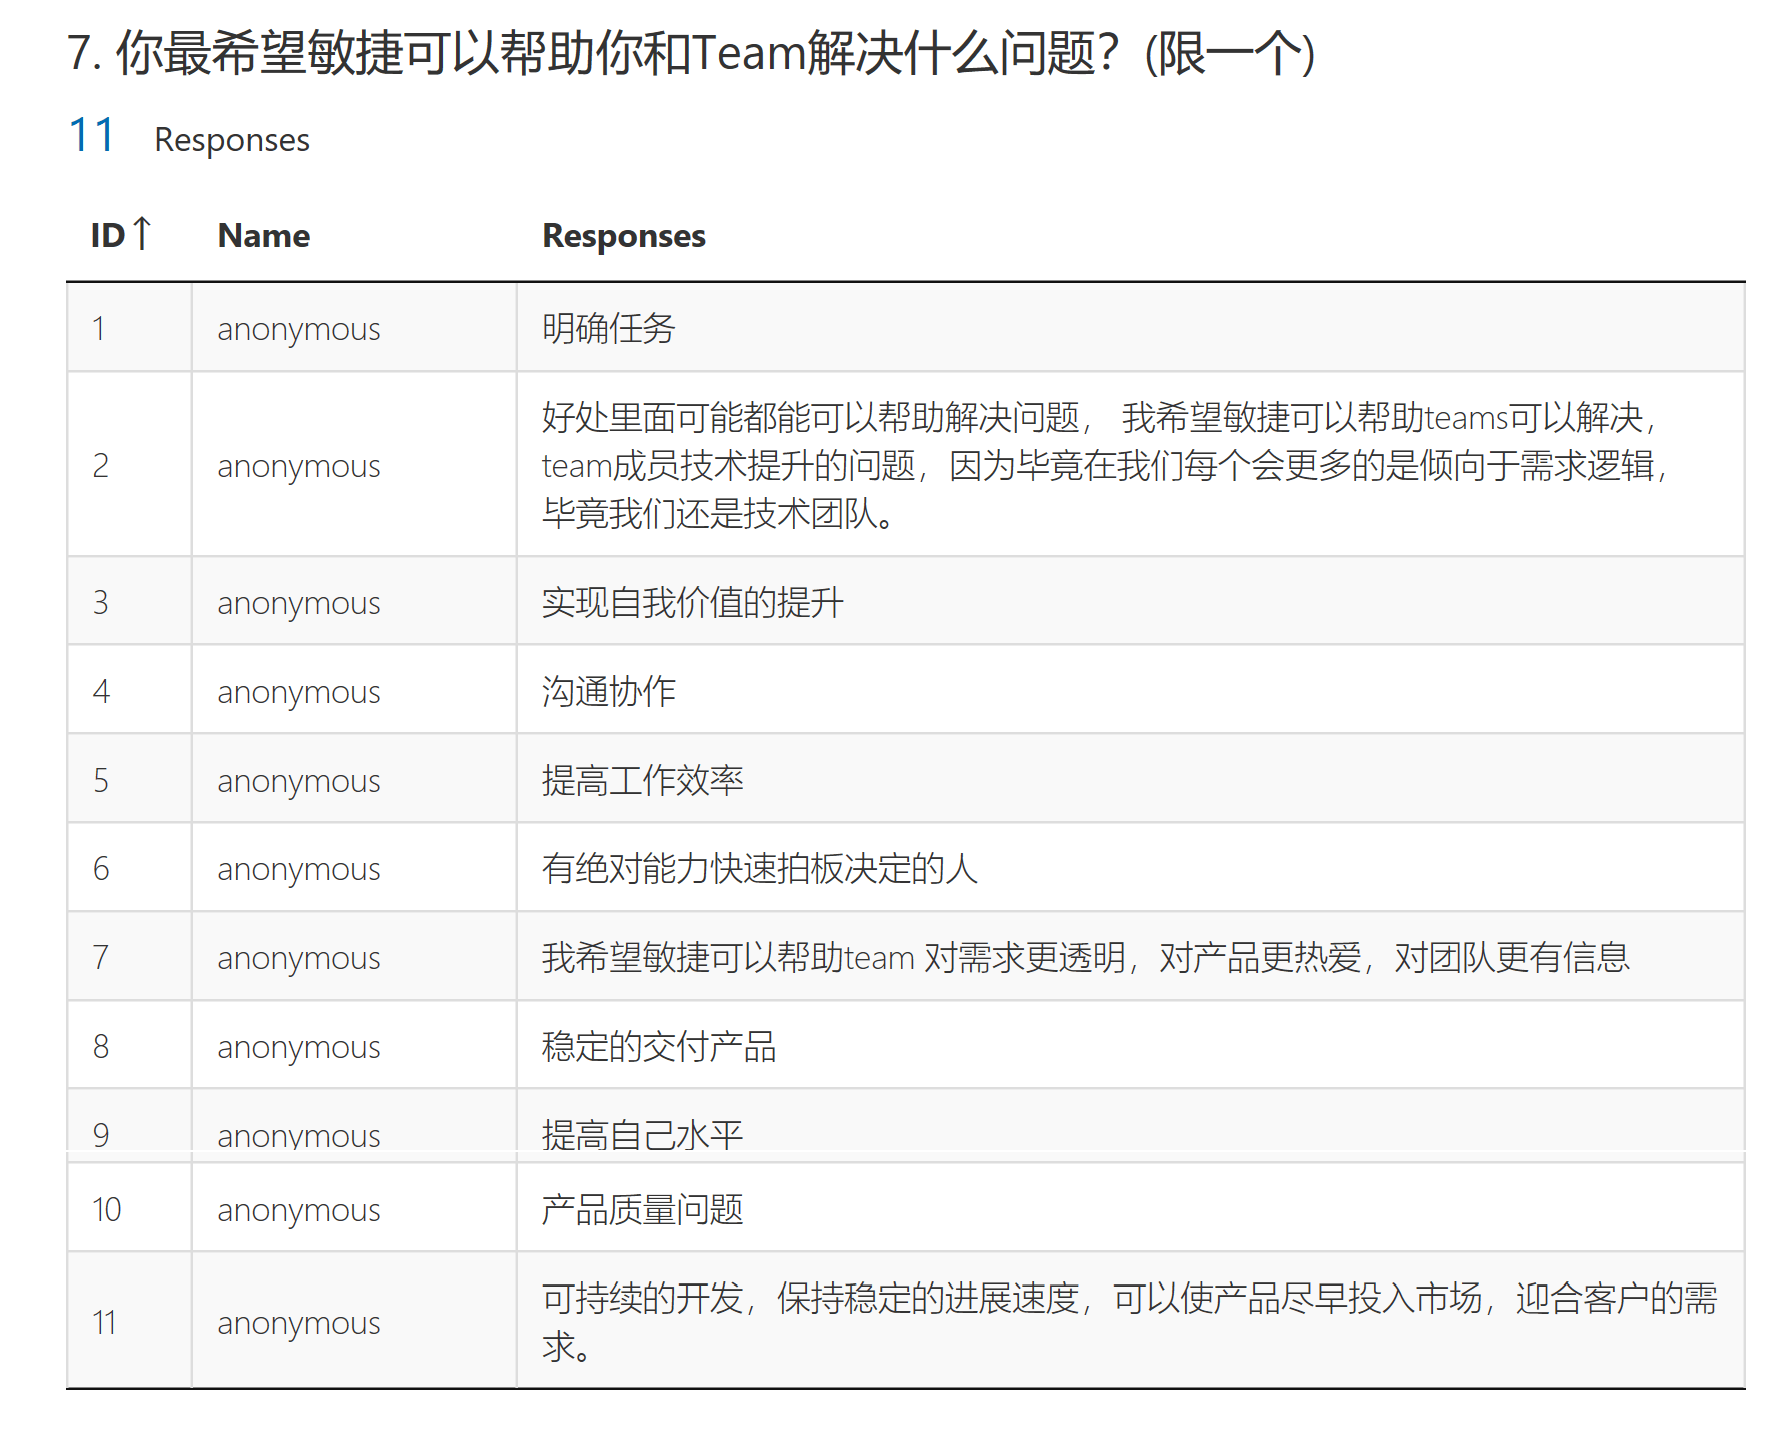 7. 你最希望敏捷可以帮助你和Team解决什么问题？(限一个)
11 Responses
ID↑ Name Responses
1 anonymous 明确任务
2 anonymous 好处里面可能都能可以帮助解决问题， 我希望敏捷可以帮助teams可以解决，
team成员技术提升的问题，因为毕竟在我们每个会更多的是倾向于需求逻辑，
毕竟我们还是技术团队。
3 anonymous 实现自我价值的提升
4 anonymous 沟通协作
5 anonymous 提高工作效率
6 anonymous 有绝对能力快速拍板决定的人
7 anonymous 我希望敏捷可以帮助team 对需求更透明，对产品更热爱，对团队更有信息
8 anonymous 稳定的交付产品
9 anonymous 提高自己水平
10 anonymous 产品质量问题
11 anonymous 可持续的开发，保持稳定的进展速度，可以使产品尽早投入市场，迎合客户的需
求。